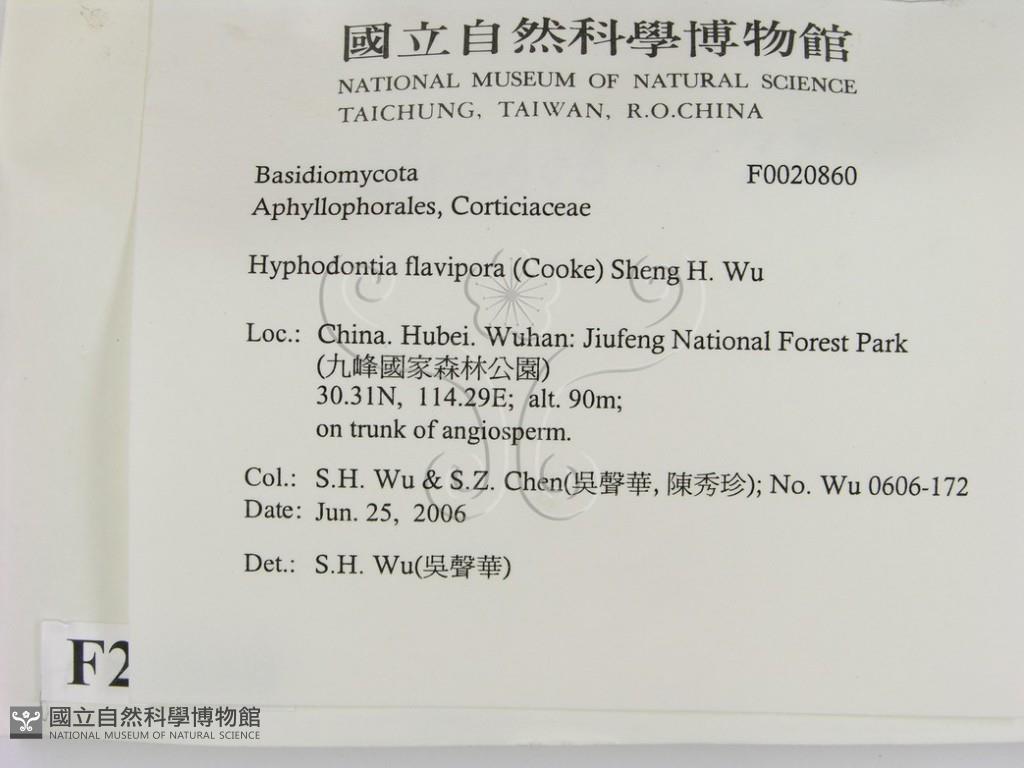 國立自然科學博物館
NATIONAL MUSEUM OF NATURAL SCIENCE
TAICHUNG, TAIWAN, R.O.CHINA
Basidiomycota F0020860
Aphyllophorales, Corticiaceae
Hyphodontia flavipora (Cooke) Sheng H. Wu
Loc.: China. Hubei. Wuhan: Jiufeng National Forest Park
(九峰國家森林公園)
30.31N, 114.29E; alt. 90m;
on trunk of angiosperm.
Col.: S.H. Wu & S.Z. Chen(吳聲華, 陳秀珍); No. Wu 0606-172
Date: Jun. 25, 2006
Det.: S.H. Wu(吳聲華)
F2
國立自然科學博物館
NATIONAL MUSEUM OF NATURAL SCIENCE